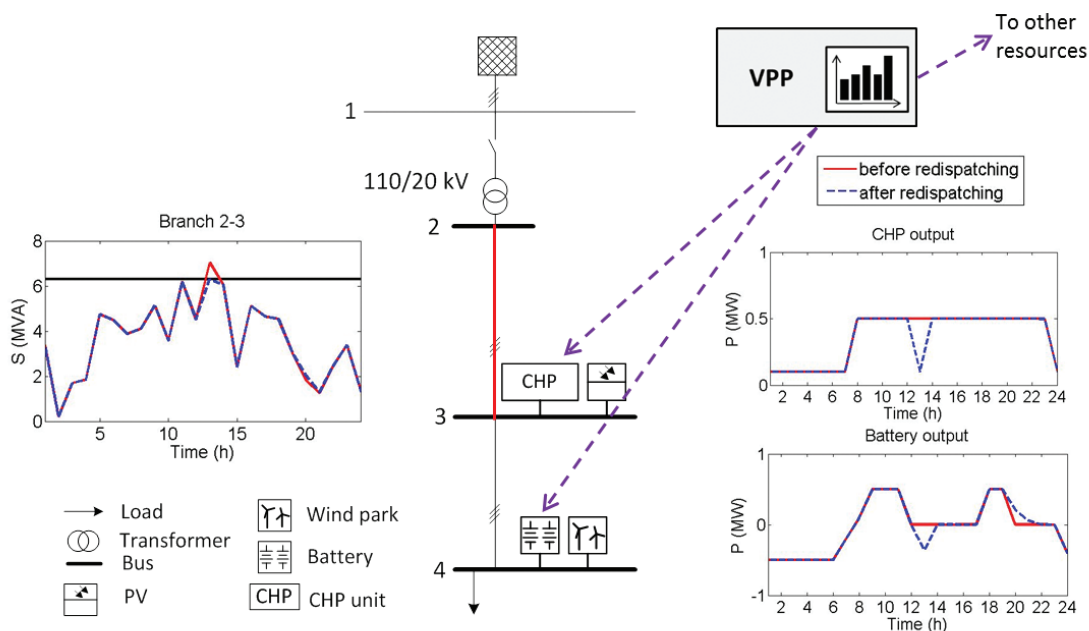 To other
resources
VPP
1
110/20 kV
2
before redispatching
after redispatching
Branch 2-3
8
6
4
2
0
S (MVA)
5
10
15
20
Time (h)
CHP output
1
0.5
0
P (MW)
2
4
6
8
10
12
14
16
18
20
22
24
Time (h)
CHP
3
Battery output
1
0
-1
P (MW)
2
4
6
8
10
12
14
16
18
20
22
24
Time (h)
4
Load
Transformer
Bus
PV
Wind park
Battery
CHP
CHP unit